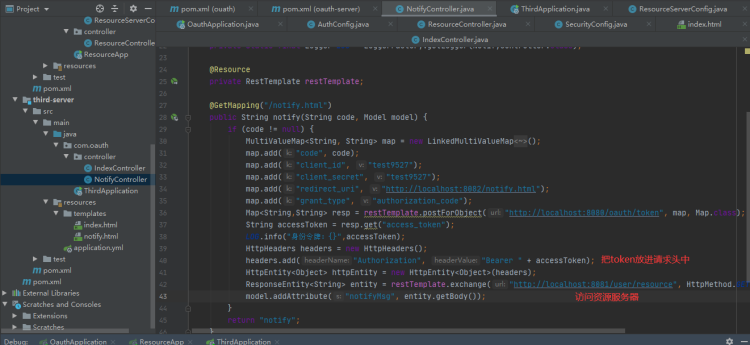 Project
pom.xml (ouath)
pom.xml (oauth-server)
NotifyController.java
ThirdApplication.java
ResourceServerConfig.java
OauthApplication.java
AuthConfig.java
ResourceController.java
SecurityConfig.java
index.html
IndexController.java
ResourceServerCo
controller
ResourceControlle
ResourceApp
resources
test
pom.xml
third-server
src
main
java
com.oauth
controller
IndexController
NotifyController
ThirdApplication
resources
templates
index.html
notify.html
application.yml
test
pom.xml
pom.xml
External Libraries
Scratches and Consoles
Extensions
Scratches
24 @Resource
25 private RestTemplate restTemplate;
26
27 @GetMapping("/notify.html")
28 public String notify(String code, Model model) {
29 if (code != null) {
30 MultiValueMap<String, String> map = new LinkedMultiValueMap<~>();
31 map.add( k: "code", code);
32 map.add( k: "client_id", v: "test9527");
33 map.add( k: "client_secret", v: "test9527");
34 map.add( k: "redirect_uri", v: "http://localhost:8082/notify.html");
35 map.add( k: "grant_type", v: "authorization_code");
36 Map<String,String> resp = restTemplate.postForObject( url: "http://localhost:8080/oauth/token", map, Map.class);
37 String accessToken = resp.get("access_token");
38 .info("身份令牌: {}",accessToken);
39 HttpHeaders headers = new HttpHeaders();
40 headers.add( headerName: "Authorization", headerValue: "Bearer " + accessToken); 把token放进请求头中
41 HttpEntity<Object> httpEntity = new HttpEntity<Object>(headers);
42 ResponseEntity<String> entity = restTemplate.exchange( url: "http://localhost:8081/user/resource", HttpMethod.
43 model.addAttribute( s: "notifyMsg", entity.getBody()); 访问资源服务器
44 }
45 return "notify";
Debug:
OauthApplication
ResourceApp
ThirdApplication